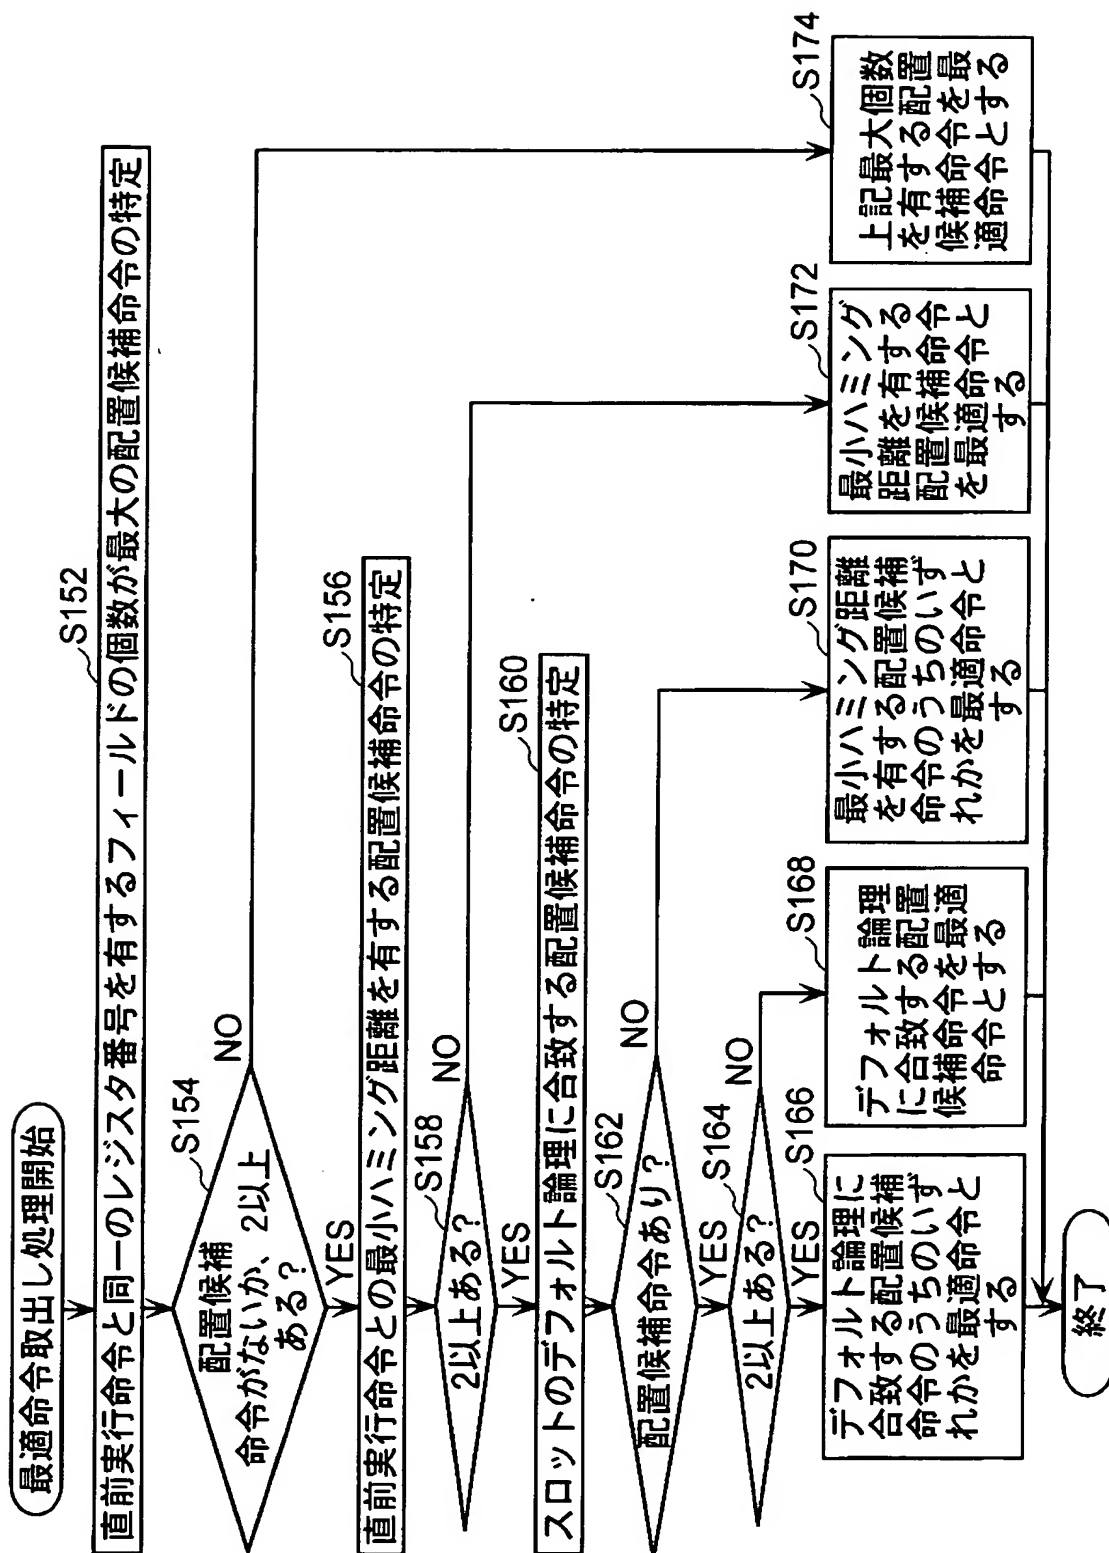 最適命令取出し処理開始
S152
直前実行命令と同一のレジスタ番号を有するフィールドの個数が最大の配置候補命令の特定
S154
配置候補
命令がないか、2以上
ある?
NO
YES
S156
直前実行命令との最小ハミング距離を有する配置候補命令の特定
S158
2以上ある?
NO
YES
S160
スロットのデフォルト論理に合致する配置候補命令の特定
S162
配置候補命令あり?
NO
YES
S164
2以上ある?
NO
YES
S166
デフォルト論理に
合致する配置候補
命令のうちのいず
れかを最適命令と
する
S168
デフォルト論理
に合致する配置
候補命令を最適
命令とする
S170
最小ハミング距離
を有する配置候補
命令のうちのいず
れかを最適命令と
する
S172
最小ハミング
距離を有する
配置候補命令
を最適命令と
する
S174
上記最大個数
を有する配置
候補命令を最
適命令とする
終了